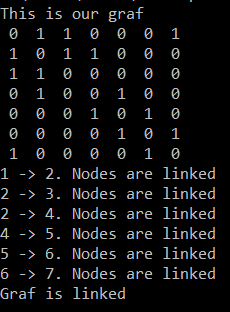 This is our graf
0 1 1 0 0 0 1
1 0 1 1 0 0 0
1 1 0 0 0 0 0
0 1 0 0 1 0 0
0 0 0 1 0 1 0
0 0 0 0 1 0 1
1 0 0 0 0 1 0
1 -> 2. Nodes are linked
2 -> 3. Nodes are linked
2 -> 4. Nodes are linked
4 -> 5. Nodes are linked
5 -> 6. Nodes are linked
6 -> 7. Nodes are linked
Graf is linked